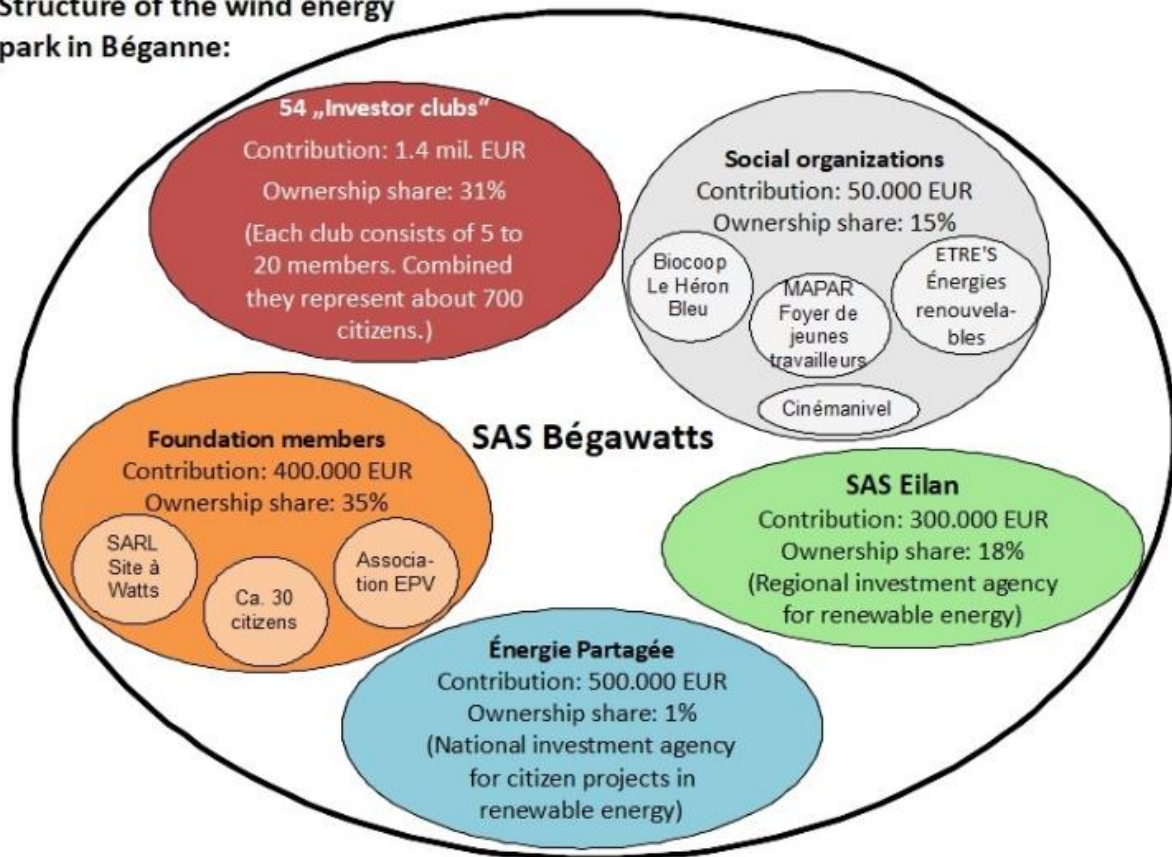 Structure of the wind energy
park in Béganne:
54 „Investor clubs“
Contribution: 1.4 mil. EUR
Ownership share: 31%
(Each club consists of 5 to
20 members. Combined
they represent about 700
citizens.)
Social organizations
Contribution: 50.000 EUR
Ownership share: 15%
Biocoop
Le Héron
Bleu
MAPAR
Foyer de
jeunes
travailleurs
ETRE'S
Énergies
renouvela-
bles
Cinémanivel
Foundation members
Contribution: 400.000 EUR
Ownership share: 35%
SARL
Site à
Watts
Ca. 30
citizens
Associa-
tion EPV
SAS Bégawatts
SAS Eilan
Contribution: 300.000 EUR
Ownership share: 18%
(Regional investment agency
for renewable energy)
Énergie Partagée
Contribution: 500.000 EUR
Ownership share: 1%
(National investment agency
for citizen projects in
renewable energy)